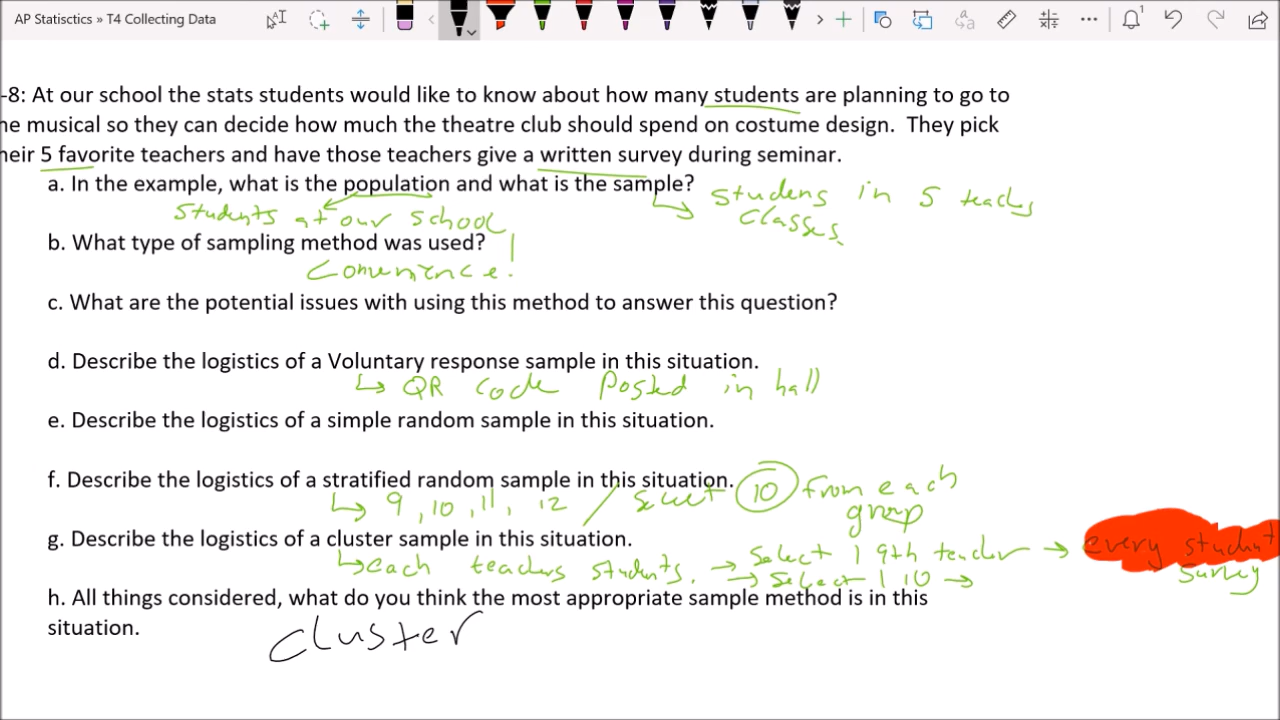 AP Statisctics » T4 Collecting Data
-8: At our school the stats students would like to know about how many students are planning to go to
he musical so they can decide how much the theatre club should spend on costume design. They pick
heir 5 favorite teachers and have those teachers give a written survey during seminar.
a. In the example, what is the population and what is the sample?
Studens in 5 teachs
classes
Students at our school
b. What type of sampling method was used?
Convenience!
c. What are the potential issues with using this method to answer this question?
d. Describe the logistics of a Voluntary response sample in this situation.
↳ QR code Posted in hall
e. Describe the logistics of a simple random sample in this situation.
f. Describe the logistics of a stratified random sample in this situation.
↳ 9, 10, 11, 12 / Select 10 from each
group
g. Describe the logistics of a cluster sample in this situation.
↳ each teachers students. → Select 1 9th teacher → every student
→ Select 1 10 → survey
h. All things considered, what do you think the most appropriate sample method is in this
situation.
cluster